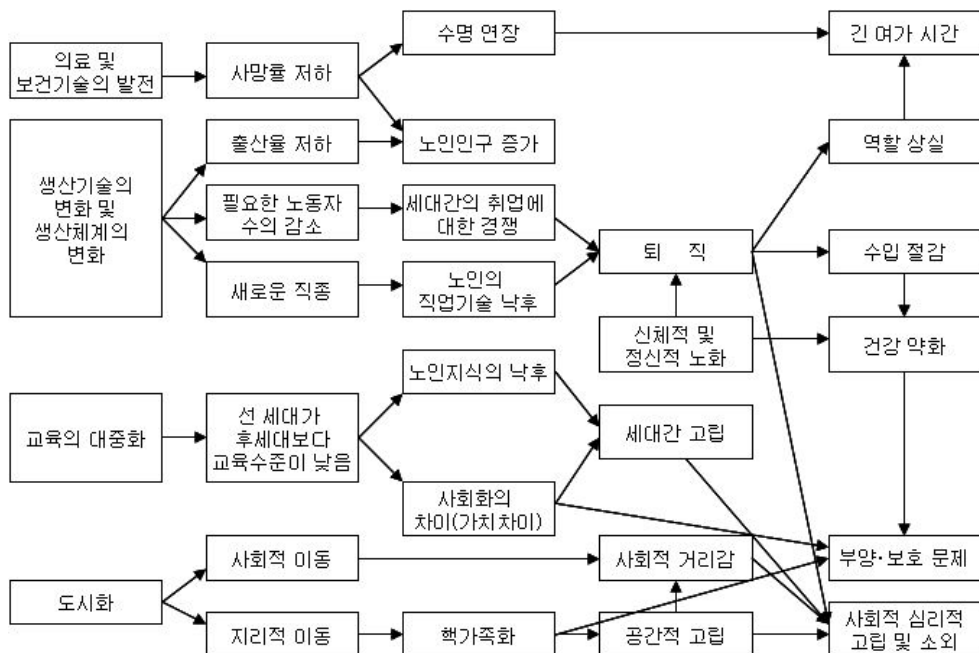 의료 및
보건기술의 발전
사망률 저하
수명 연장
긴 여가 시간
노인인구 증가
생산기술의
변화 및
생산체계의
변화
출산율 저하
필요한 노동자
수의 감소
새로운 직종
세대간의 취업에
대한 경쟁
노인의
직업기술 낙후
퇴 직
신체적 및
정신적 노화
역할 상실
수입 절감
건강 약화
교육의 대중화
선 세대가
후세대보다
교육수준이 낮음
노인지식의 낙후
사회화의
차이(가치차이)
세대간 고립
도시화
사회적 이동
지리적 이동
핵가족화
사회적 거리감
공간적 고립
부양·보호 문제
사회적 심리적
고립 및 소외